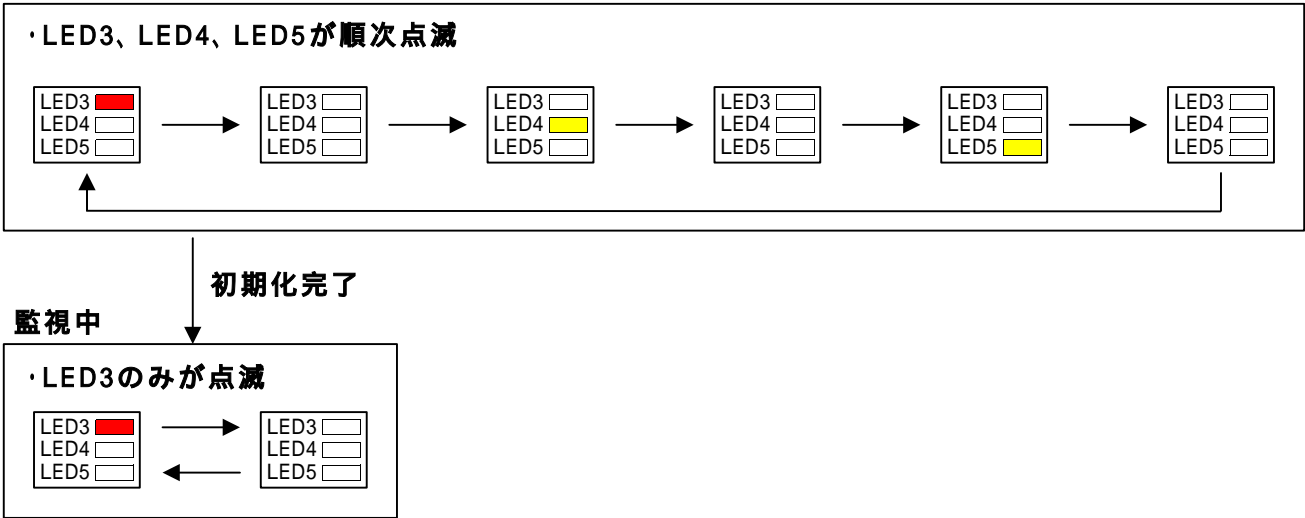 ・LED3、LED4、LED5が順次点滅
LED3 LED3 LED3 LED3 LED3 LED3
LED4 LED4 LED4 LED4 LED4 LED4
LED5 LED5 LED5 LED5 LED5 LED5
初期化完了
監視中
・LED3のみが点滅
LED3 LED3
LED4 LED4
LED5 LED5